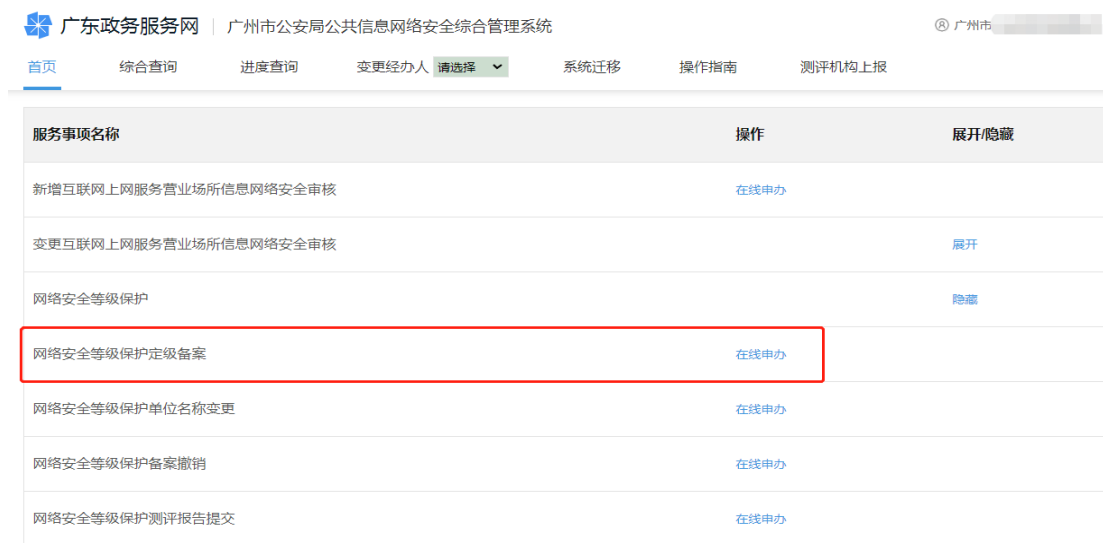 广东政务服务网 广州市公安局公共信息网络安全综合管理系统 广州市
首页 综合查询 进度查询 变更经办人 请选择 系统迁移 操作指南 测评机构上报
服务事项名称 操作 展开/隐藏
新增互联网上网服务营业场所信息网络安全审核 在线申办
变更互联网上网服务营业场所信息网络安全审核 展开
网络安全等级保护 隐藏
网络安全等级保护定级备案 在线申办
网络安全等级保护单位名称变更 在线申办
网络安全等级保护备案撤销 在线申办
网络安全等级保护测评报告提交 在线申办